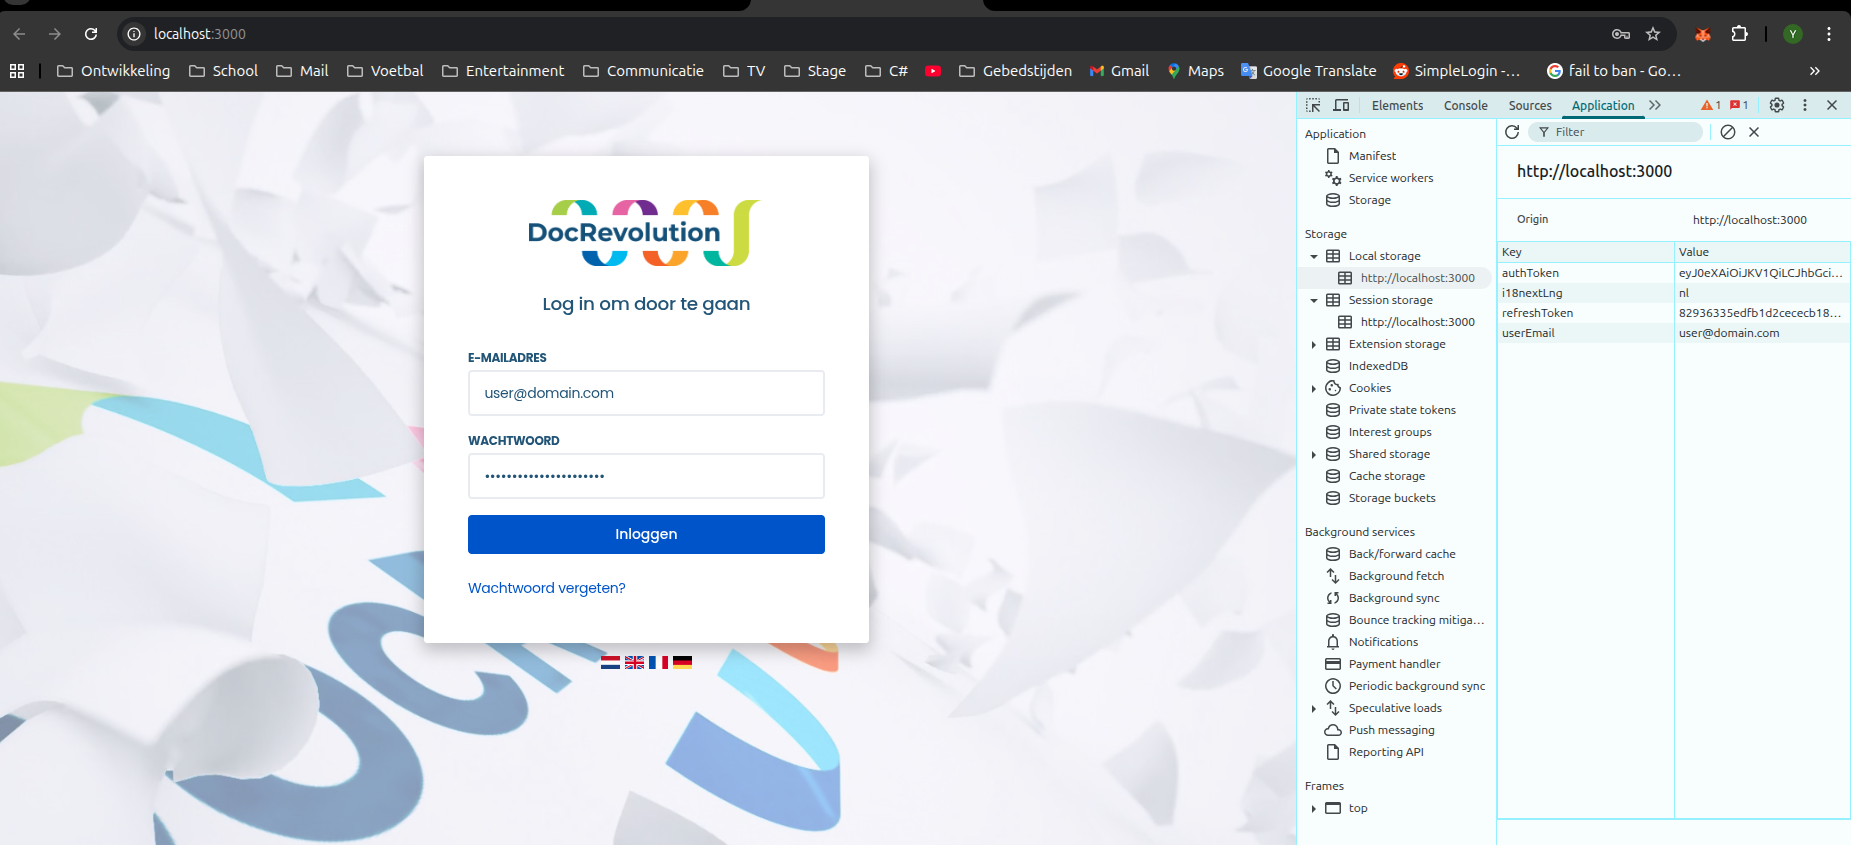 localhost:3000
Ontwikkeling School Mail Voetbal Entertainment Communicatie TV Stage C# Gebedstijden Gmail Maps Google Translate SimpleLogin -... fail to ban - Go...
DocRevolution
Log in om door te gaan
E-MAILADRES
user@domain.com
WACHTWOORD
••••••••••••••••••••••
Inloggen
Wachtwoord vergeten?
Elements Console Sources Application 1 1
Application
Manifest
Service workers
Storage
Storage
Local storage
http://localhost:3000
Session storage
http://localhost:3000
Extension storage
IndexedDB
Cookies
Private state tokens
Interest groups
Shared storage
Cache storage
Storage buckets
Background services
Back/forward cache
Background fetch
Background sync
Bounce tracking mitiga...
Notifications
Payment handler
Periodic background sync
Speculative loads
Push messaging
Reporting API
Frames
top
Filter
http://localhost:3000
Origin http://localhost:3000
Key Value
authToken eyJ0eXAiOiJKV1QiLCJhbGci...
i18nextLng nl
refreshToken 82936335edfb1d2cececb18...
userEmail user@domain.com
Y